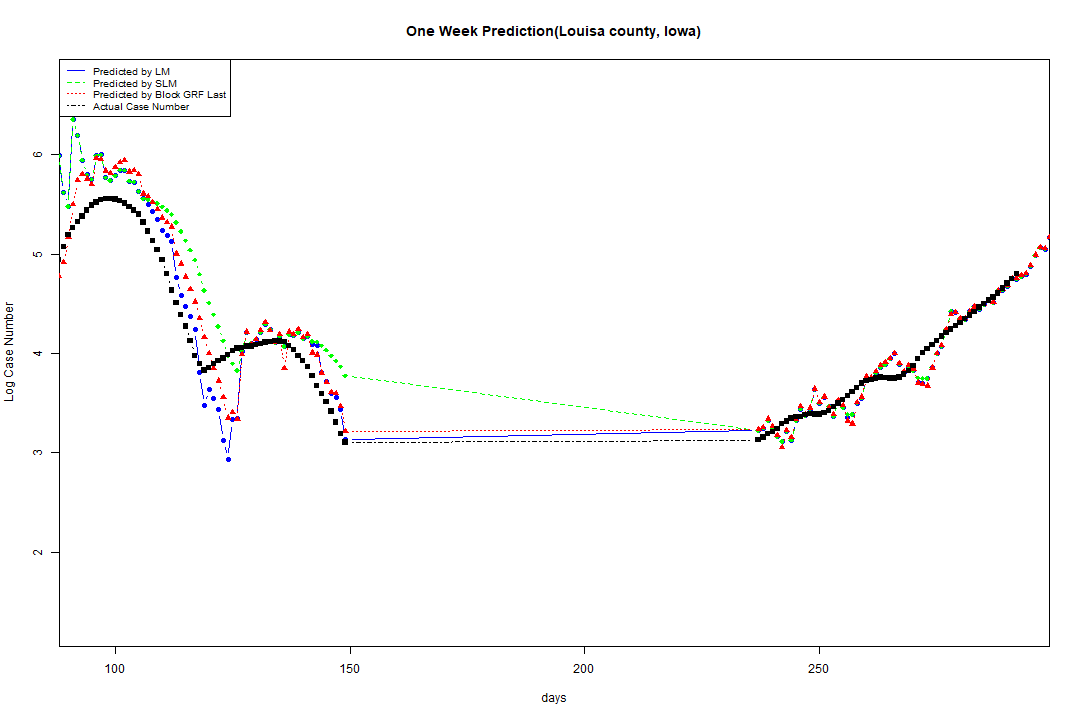 One Week Prediction(Louisa county, Iowa)
Predicted by LM
Predicted by SLM
Predicted by Block GRF Last
Actual Case Number
6
5
4
3
2
Log Case Number
100 150 200 250
days